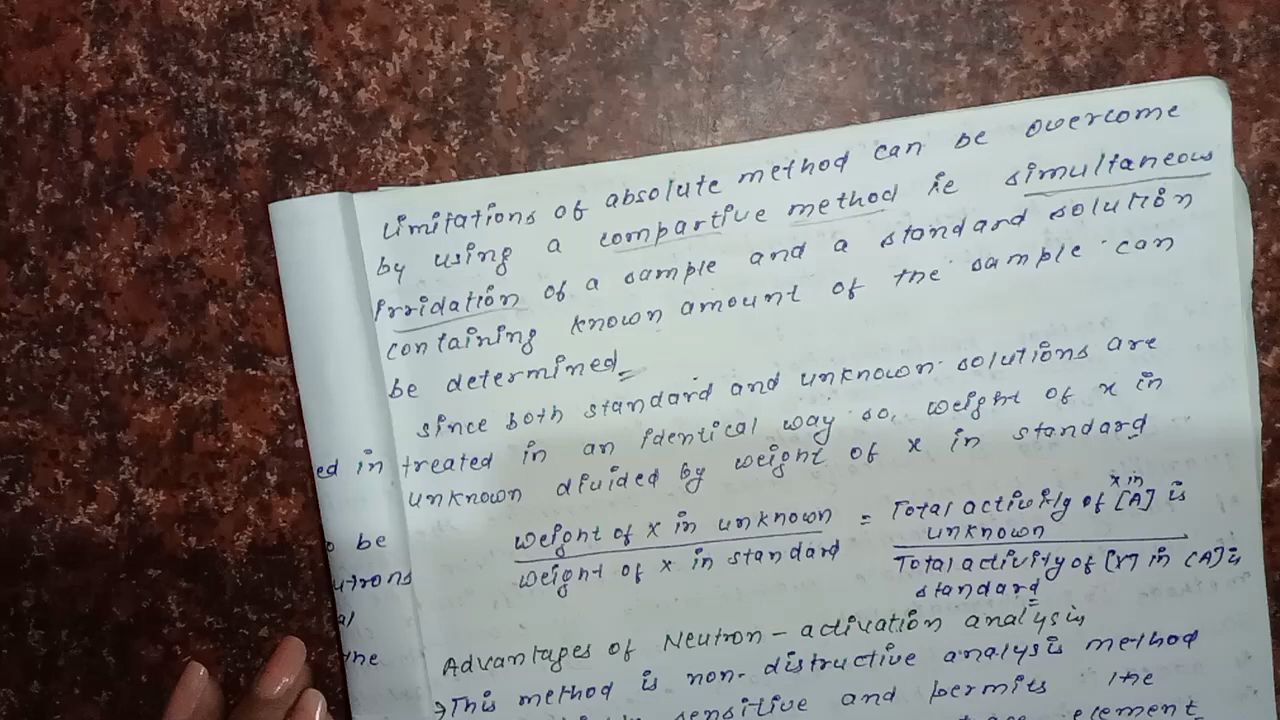 Limitations of absolute method can be overcome
by using a compartive method ie simultaneous
irridation of a sample and a standard solution
containing known amount of the sample can
be determined
since both standard and unknown solutions are
ed in
treated in an identical way so, weight of x in
unknown divided by weight of x in standard
weight of x in unknown = Total activity of x in [A] is unknown
weight of x in standard Total activity of [x] in (A) is standard
be
utrons
al
the
Advantages of Neutron - activation analysis
→ This method is non-distructive analysis method
sensitive and permits the
element